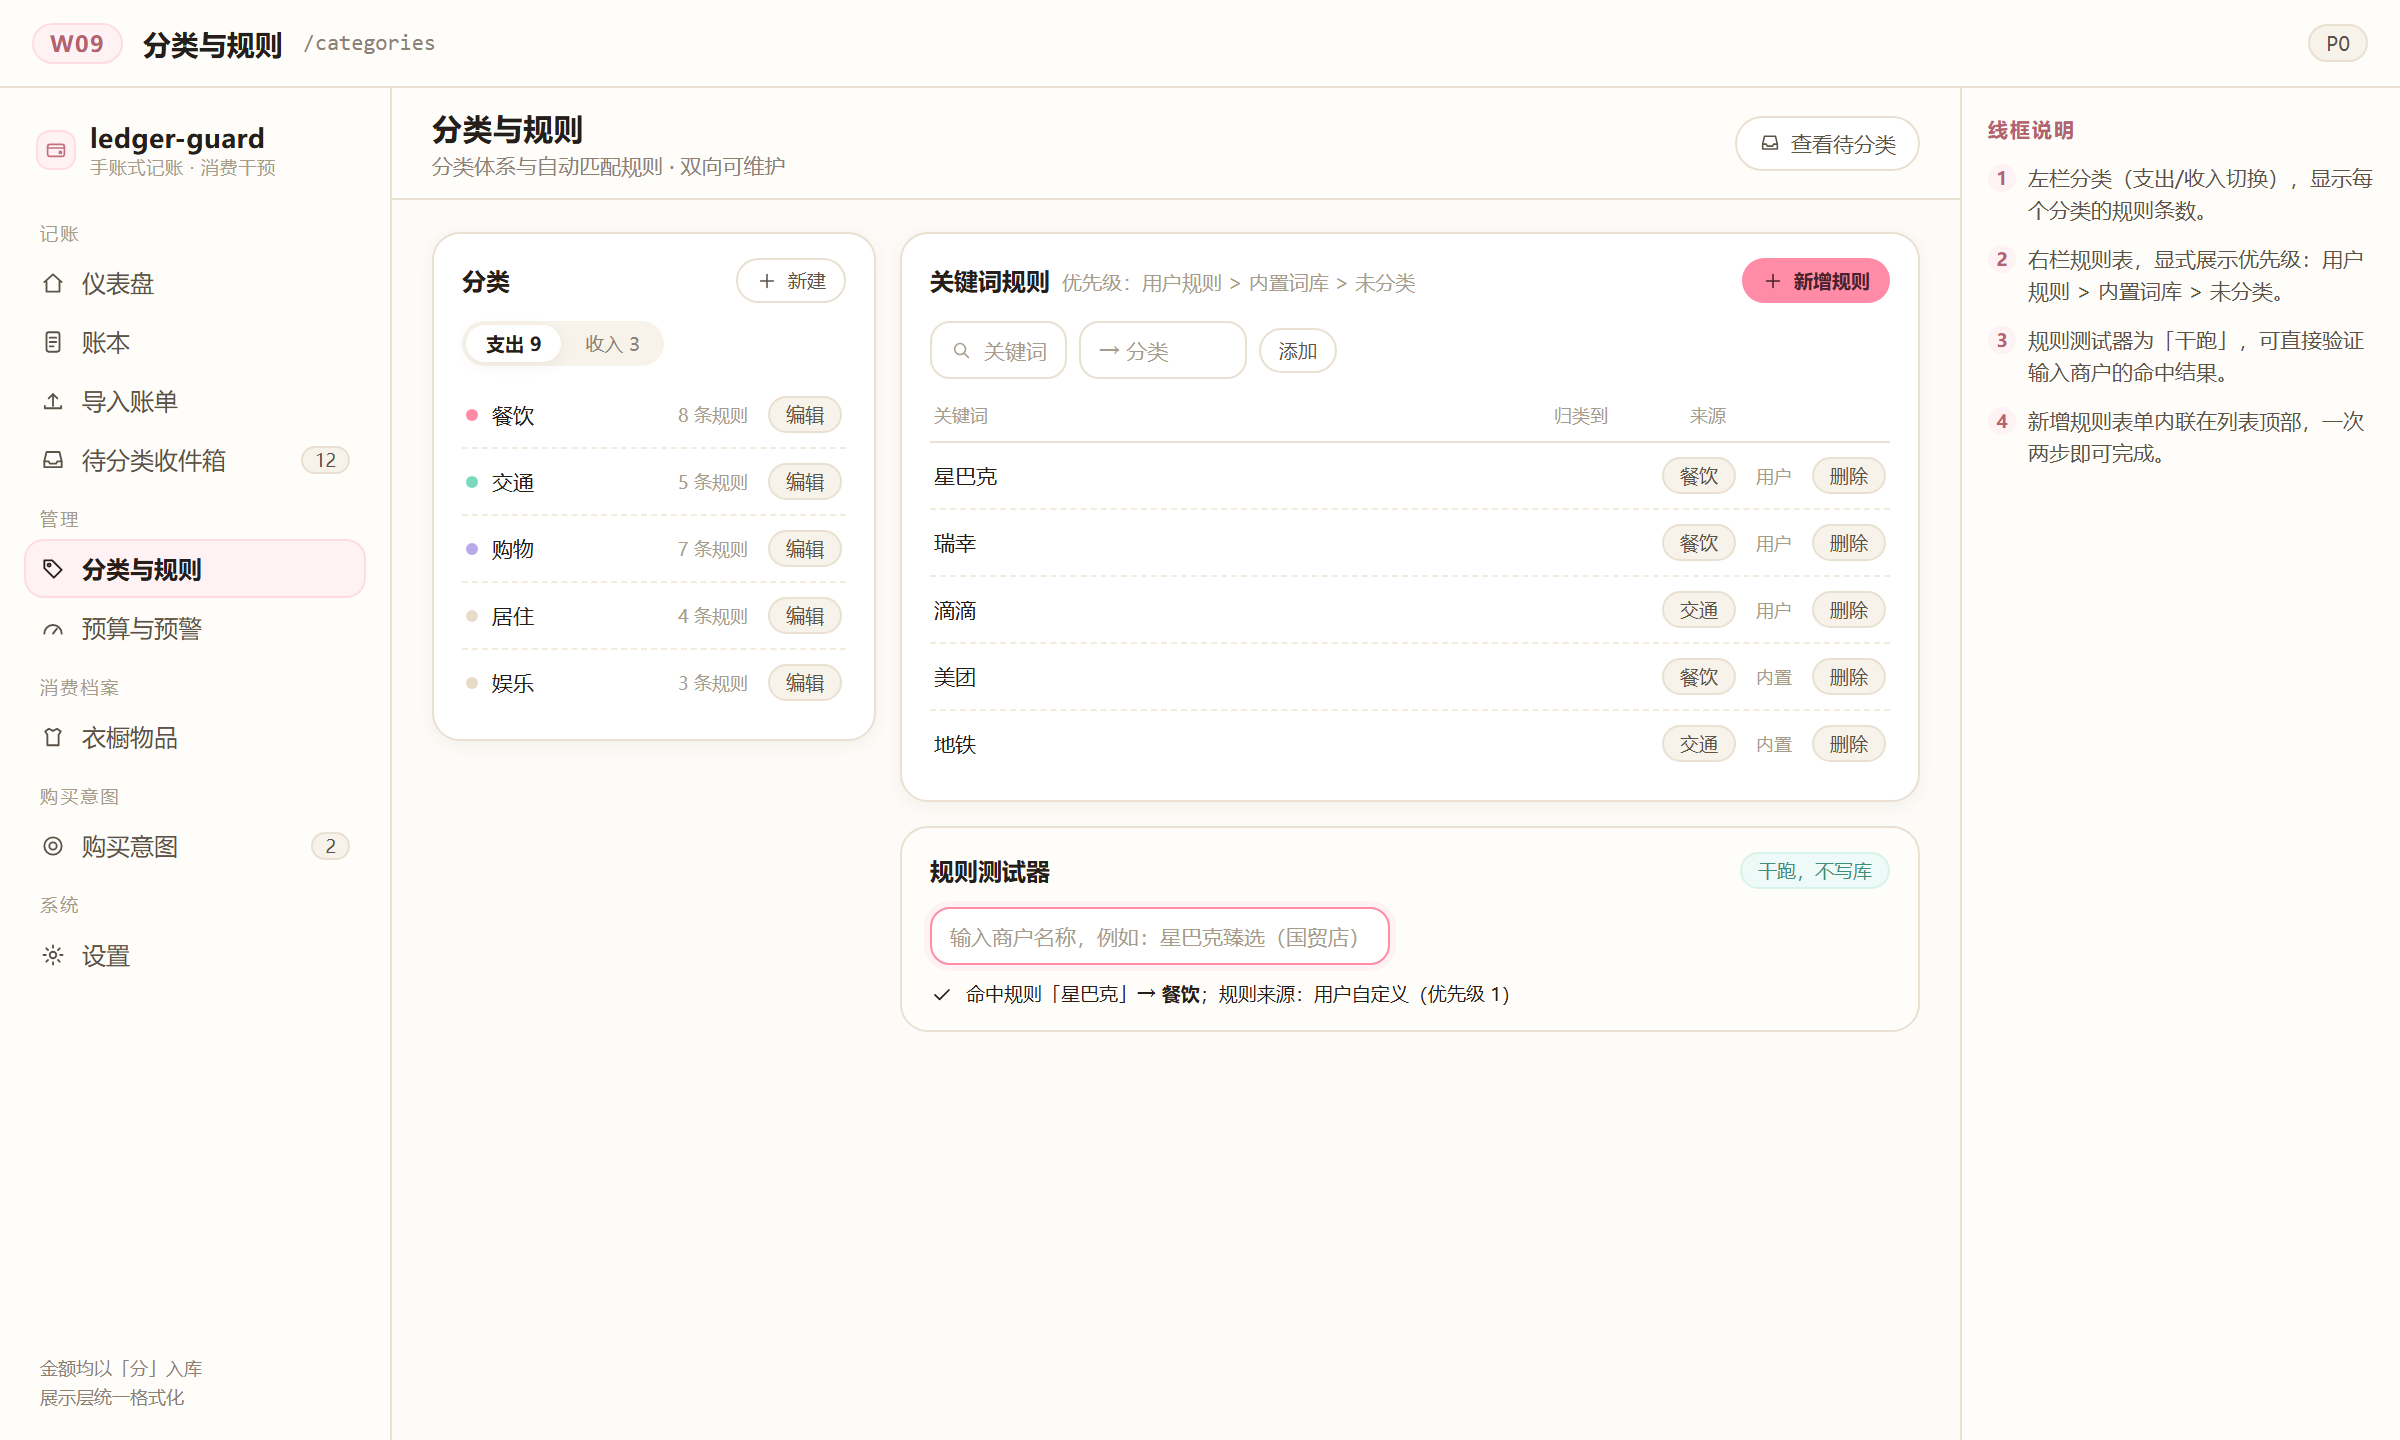 W09 分类与规则 /categories P0
ledger-guard
手账式记账 · 消费干预
记账
仪表盘
账本
导入账单
待分类收件箱 12
管理
分类与规则
预算与预警
消费档案
衣橱物品
购买意图
购买意图 2
系统
设置
金额均以「分」入库
展示层统一格式化
分类与规则
分类体系与自动匹配规则 · 双向可维护
查看待分类
分类 + 新建
支出 9 收入 3
餐饮 8 条规则 编辑
交通 5 条规则 编辑
购物 7 条规则 编辑
居住 4 条规则 编辑
娱乐 3 条规则 编辑
关键词规则 优先级：用户规则 > 内置词库 > 未分类 + 新增规则
关键词 → 分类 添加
关键词 归类到 来源
星巴克 餐饮 用户 删除
瑞幸 餐饮 用户 删除
滴滴 交通 用户 删除
美团 餐饮 内置 删除
地铁 交通 内置 删除
规则测试器 干跑，不写库
输入商户名称，例如：星巴克臻选（国贸店）
命中规则「星巴克」→ 餐饮；规则来源：用户自定义（优先级 1）
线框说明
1 左栏分类（支出/收入切换），显示每
个分类的规则条数。
2 右栏规则表，显式展示优先级：用户
规则 > 内置词库 > 未分类。
3 规则测试器为「干跑」，可直接验证
输入商户的命中结果。
4 新增规则表单内联在列表顶部，一次
两步即可完成。